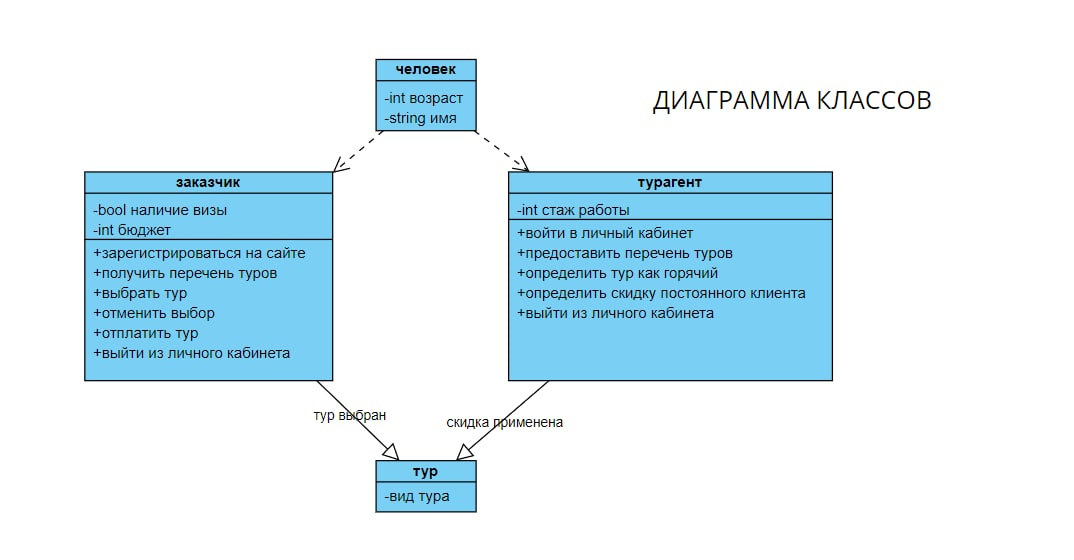 человек
-int возраст
-string имя
ДИАГРАММА КЛАССОВ
заказчик
-bool наличие визы
-int бюджет
+зарегистрироваться на сайте
+получить перечень туров
+выбрать тур
+отменить выбор
+отплатить тур
+выйти из личного кабинета
турагент
-int стаж работы
+войти в личный кабинет
+предоставить перечень туров
+определить тур как горячий
+определить скидку постоянного клиента
+выйти из личного кабинета
тур выбран
скидка применена
тур
-вид тура